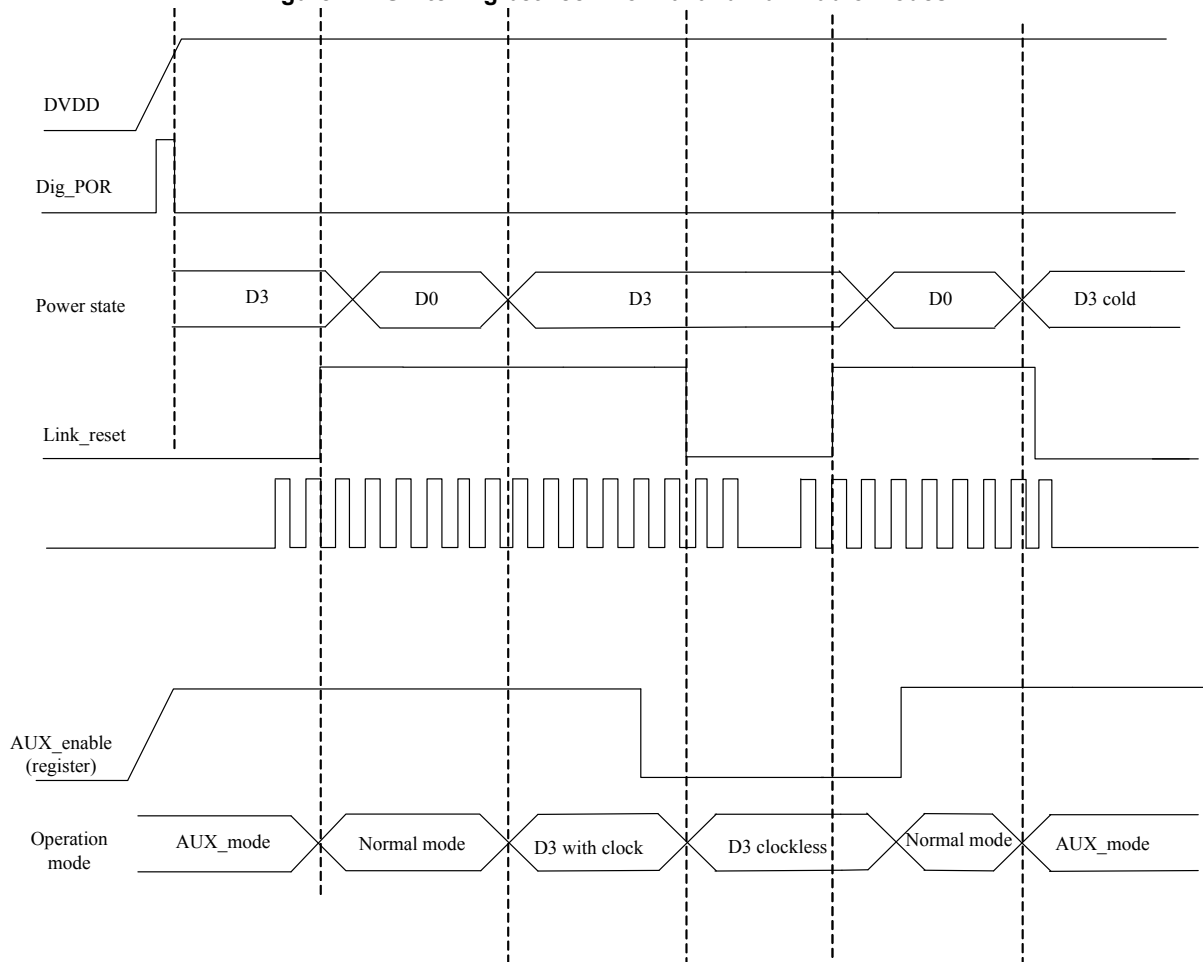 DVDD
Dig_POR
Power state
D3
D0
D3
D0
D3 cold
Link_reset
AUX_enable
(register)
Operation
mode
AUX_mode
Normal mode
D3 with clock
D3 clockless
Normal mode
AUX_mode